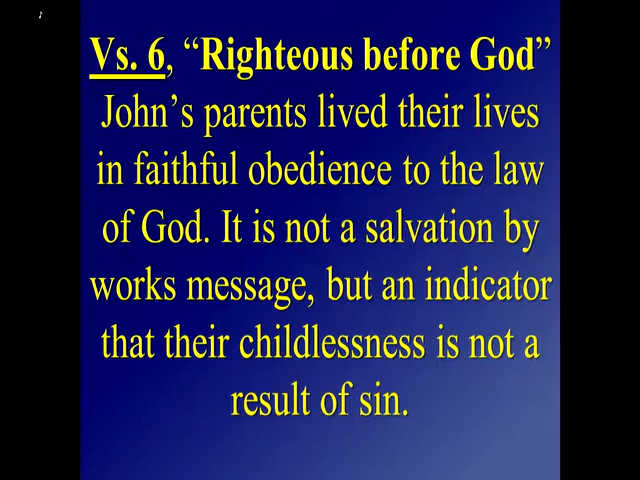 Vs. 6, “Righteous before God”
John’s parents lived their lives
in faithful obedience to the law
of God. It is not a salvation by
works message, but an indicator
that their childlessness is not a
result of sin.